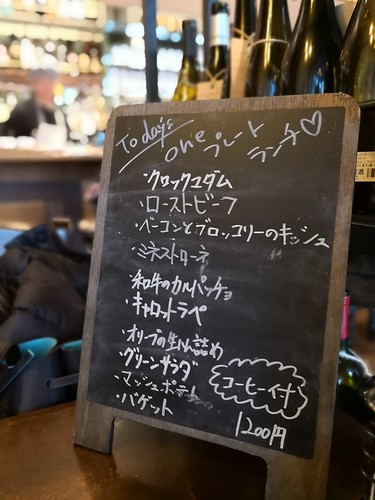 Today's
oneプレート
ランチ♡
・クロックマダム
・ローストビーフ
・ベーコンとブロッコリーのキッシュ
・ミネストローネ
・和牛のカルパッチョ
・キャロットラペ
・オリーブの肉詰め
・グリーンサラダ
・マッシュポテト
・バゲット
コーヒー付
1200円